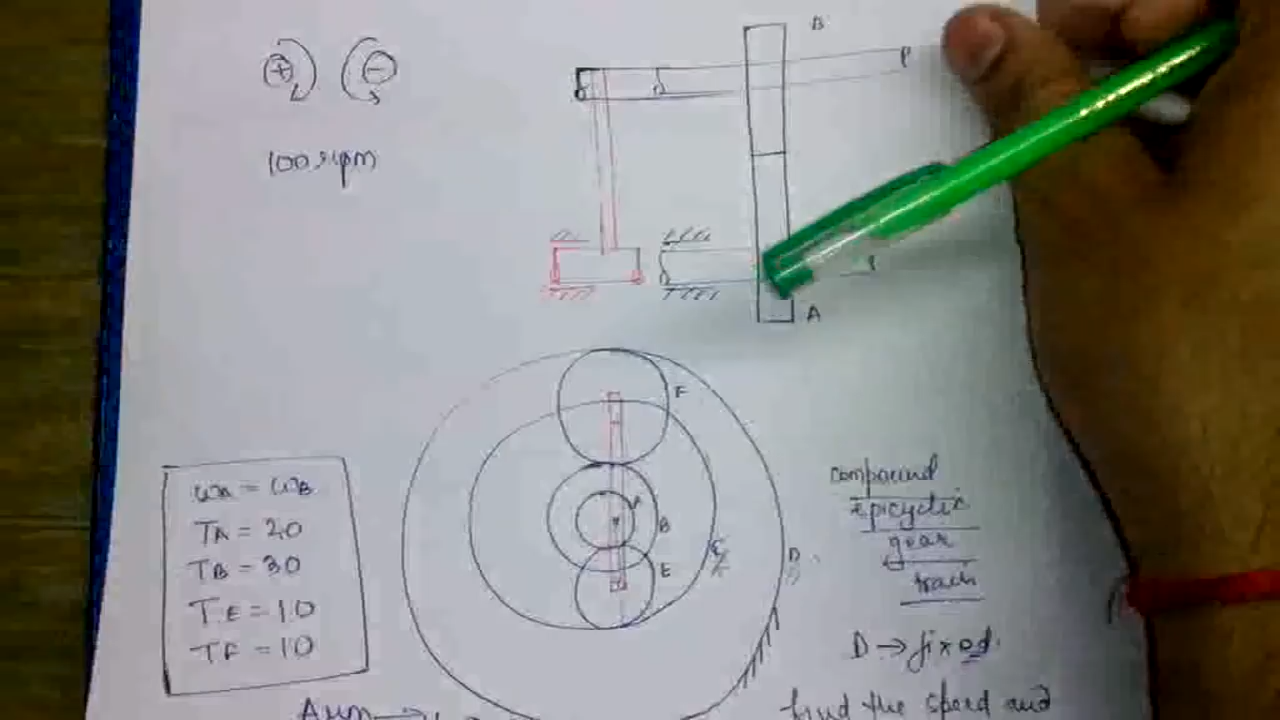 B
P
+ -
100 rpm
A
F
ωA = ωB
TA = 20
TB = 30
TE = 10
TF = 10
B
E
D
compound
epicyclic
gear
train
D → fixed.
Arm →
find the speed and